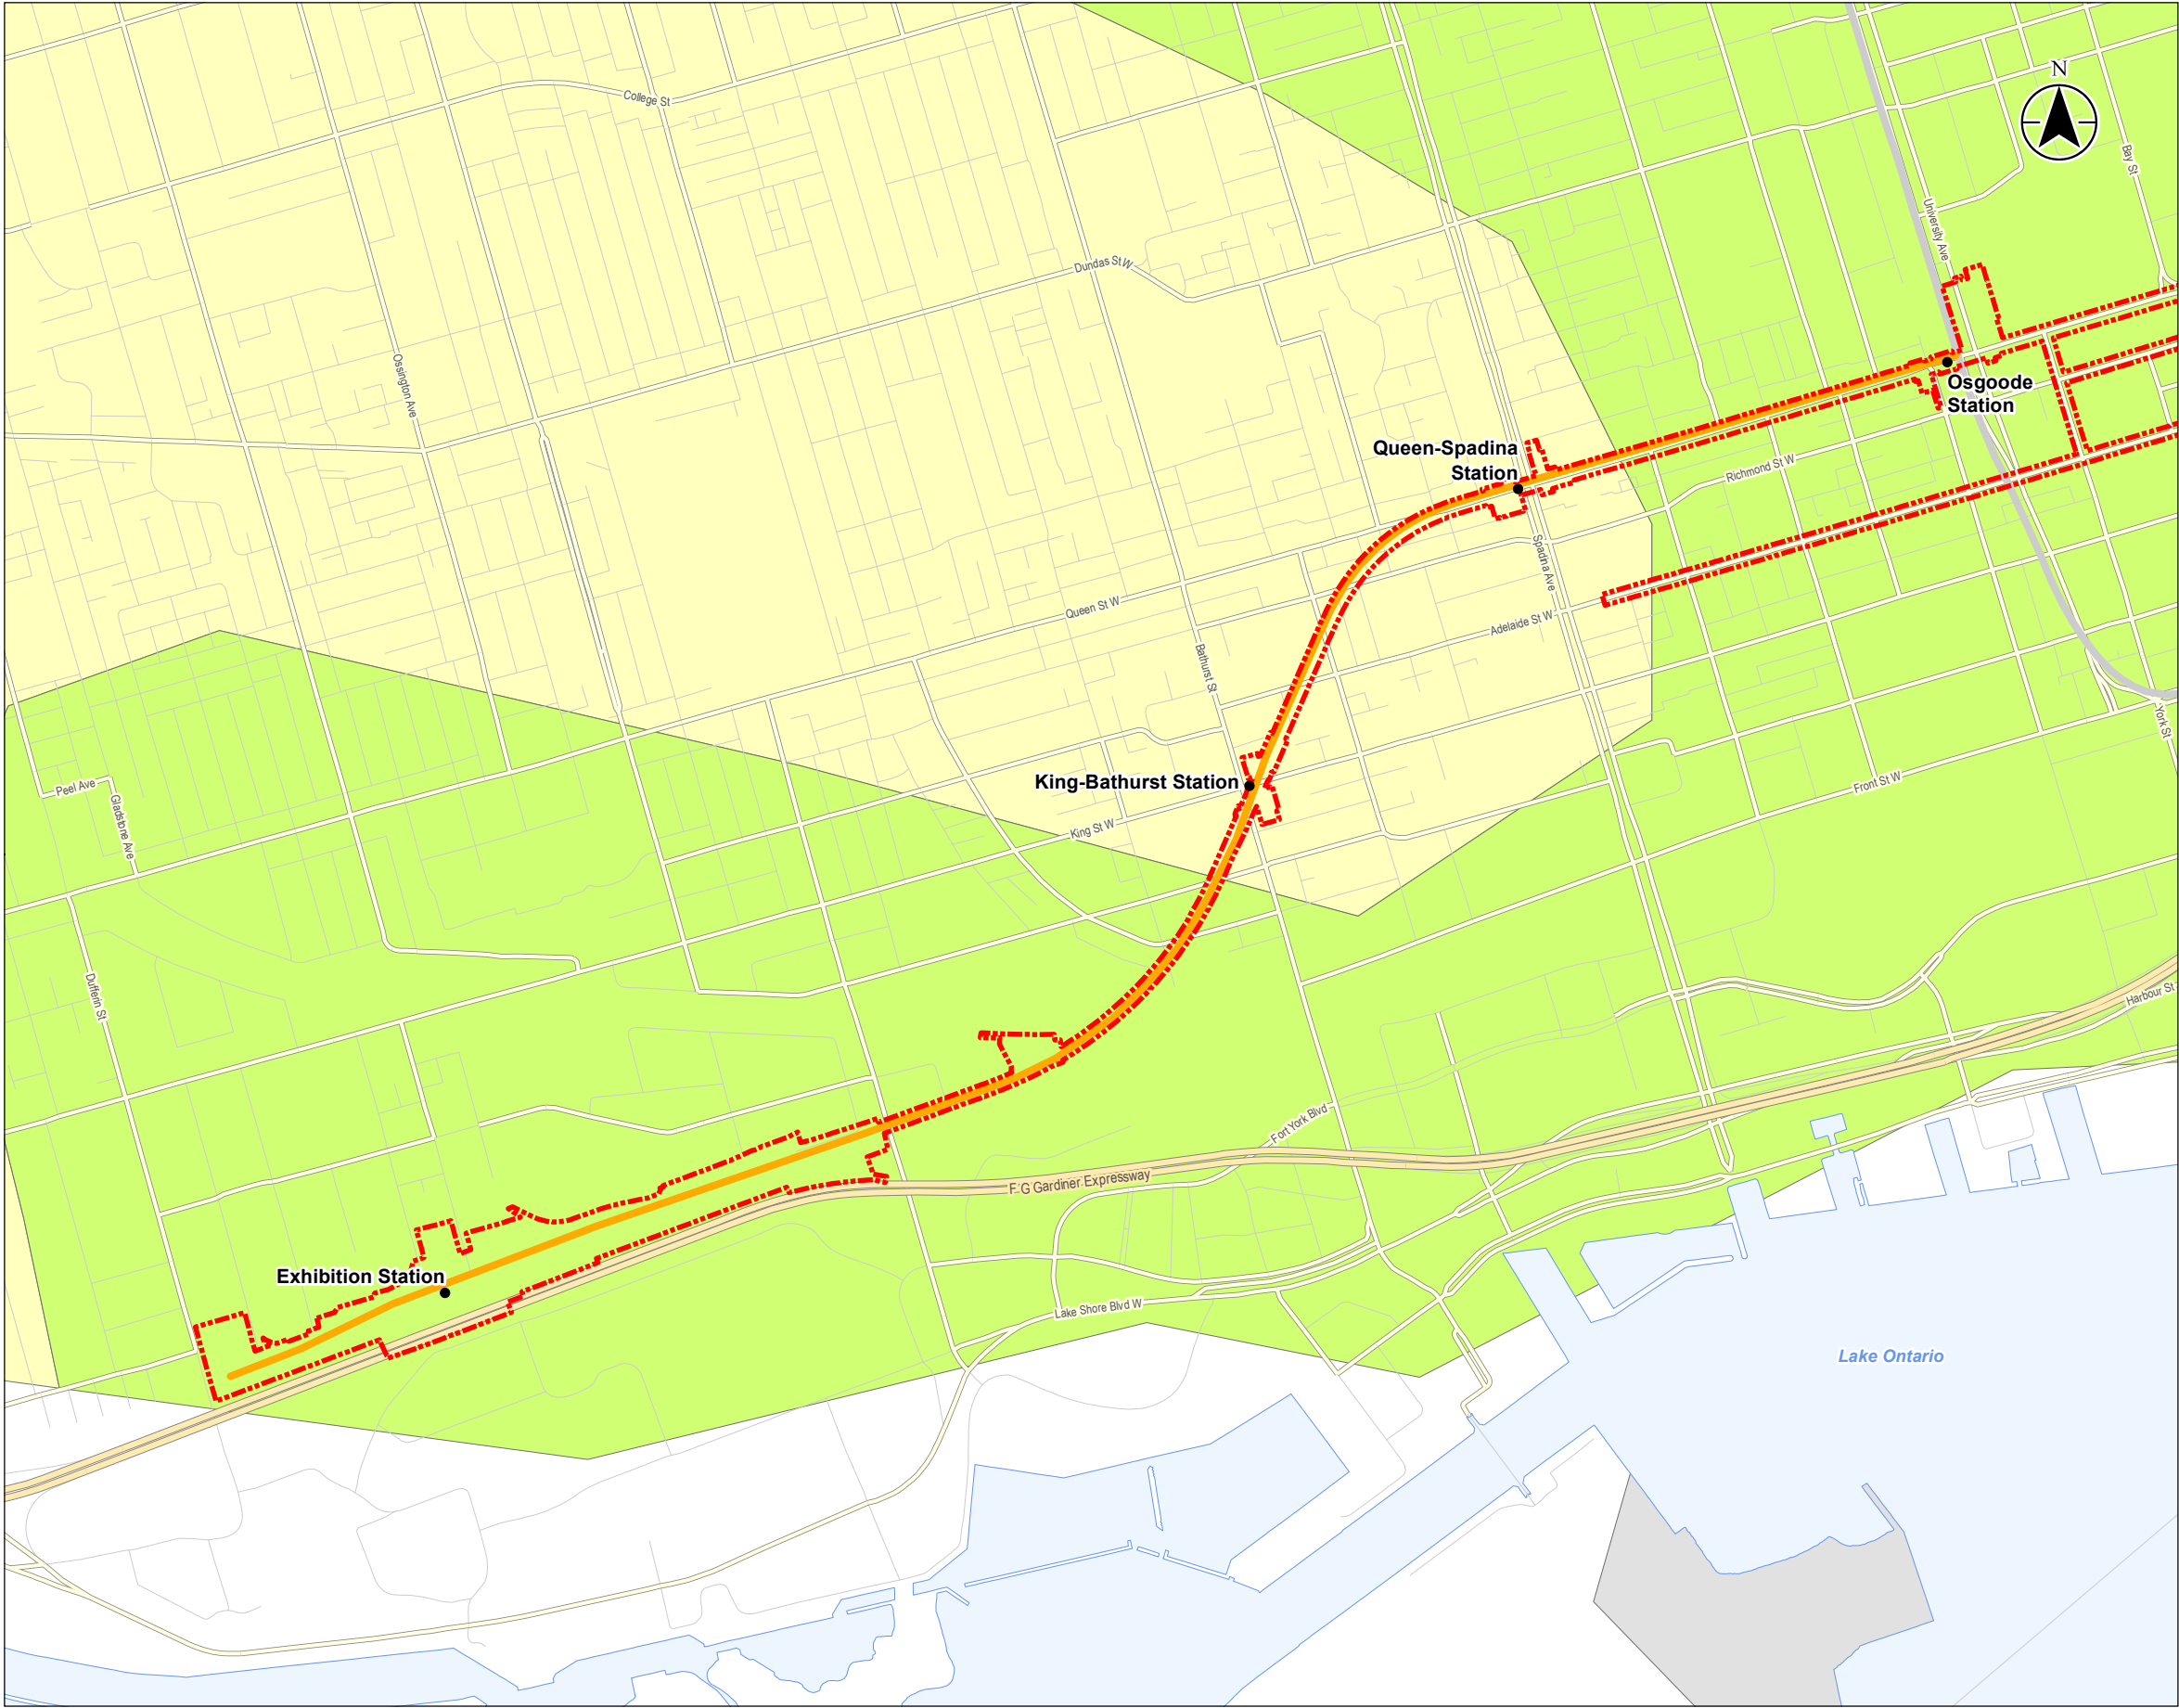 N
College St
Bay St
University Ave
Dundas St W
Ossington Ave
Osgoode
Station
Queen-Spadina
Station
Richmond St W
Spadina Ave
Queen St W
Adelaide St W
Bathurst St
York St
Peel Ave
Gladstone Ave
King-Bathurst Station
Front St W
King St W
Dufferin St
Harbour St
Fort York Blvd
F G Gardiner Expressway
Exhibition Station
Lake Shore Blvd W
Lake Ontario